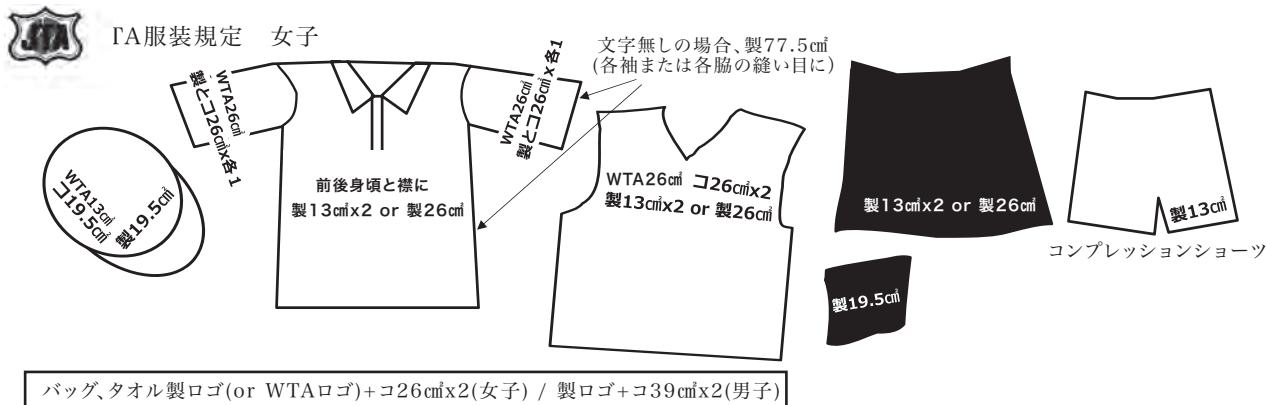 JTA
TA服装規定　女子
文字無しの場合、製77.5㎠
(各袖または各脇の縫い目に)
WTA26㎠
製とコ26㎠x各1
WTA26㎠
製とコ26㎠x各1
WTA13㎠
コ19.5㎠
製19.5㎠
前後身頃と襟に
製13㎠x2 or 製26㎠
WTA26㎠ コ26㎠x2
製13㎠x2 or 製26㎠
製13㎠x2 or 製26㎠
製13㎠
コンプレッションショーツ
製19.5㎠
バッグ、タオル製ロゴ(or WTAロゴ)+コ26㎠x2(女子) / 製ロゴ+コ39㎠x2(男子)